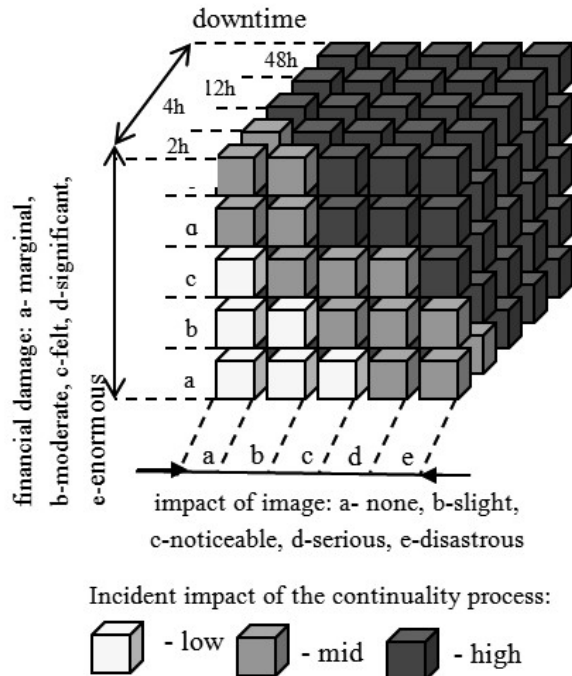 downtime
48h
12h
4h
2h
-
a
c
b
a
financial damage: a- marginal,
b-moderate, c-felt, d-significant,
e-enormous
a b c d e
impact of image: a- none, b-slight,
c-noticeable, d-serious, e-disastrous
Incident impact of the continuality process:
- low - mid - high